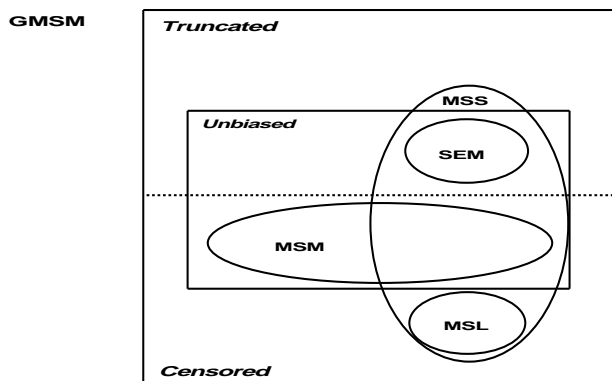 GMSM
Truncated
MSS
Unbiased
SEM
MSM
MSL
Censored